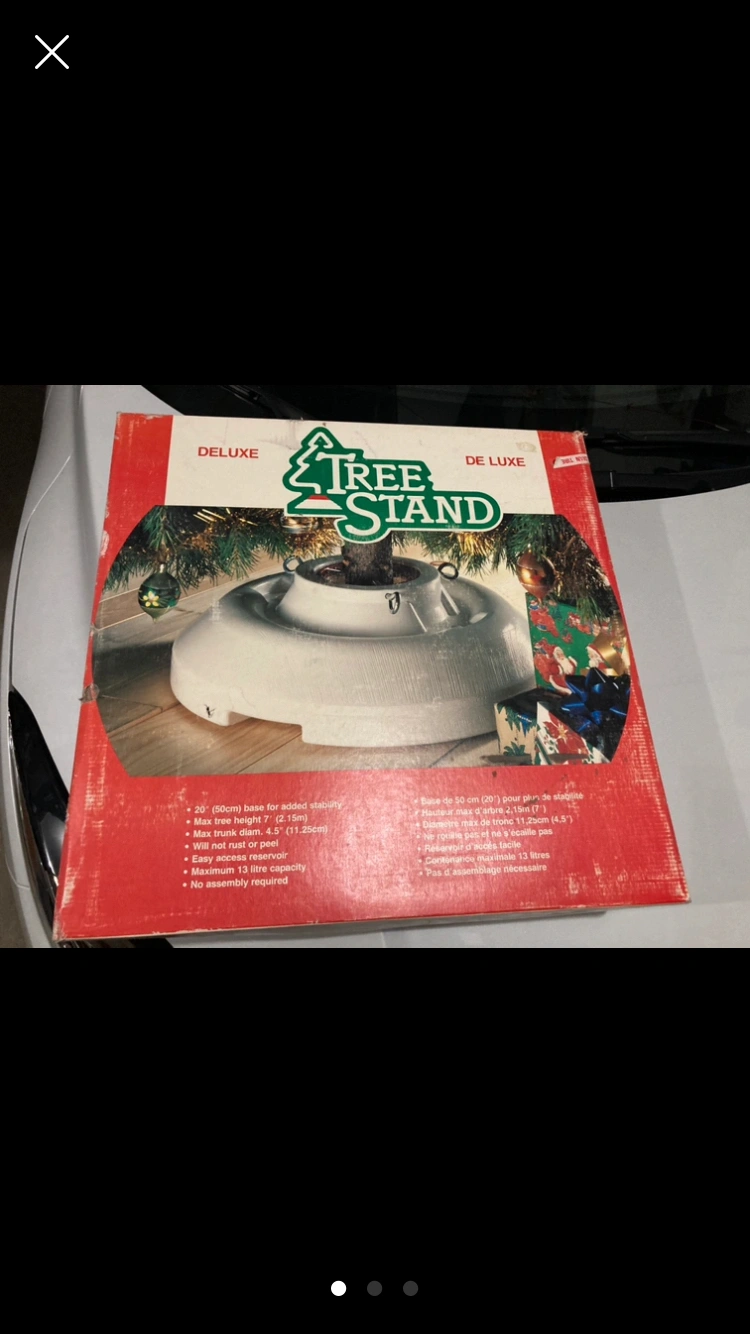 DELUXE
DE LUXE
TREE
STAND
• 20" (50cm) base for added stability
• Max tree height 7' (2.15m)
• Max trunk diam. 4.5" (11.25cm)
• Will not rust or peel
• Easy access reservoir
• Maximum 13 litre capacity
• No assembly required
• Base de 50 cm (20") pour plus de stabilité
• Hauteur max d'arbre 2.15m (7')
• Diamètre max de tronc 11,25cm (4,5")
• Ne rouille pas et ne s'écaille pas
• Réservoir d'accès facile
• Contenance maximale 13 litres
• Pas d'assemblage nécessaire